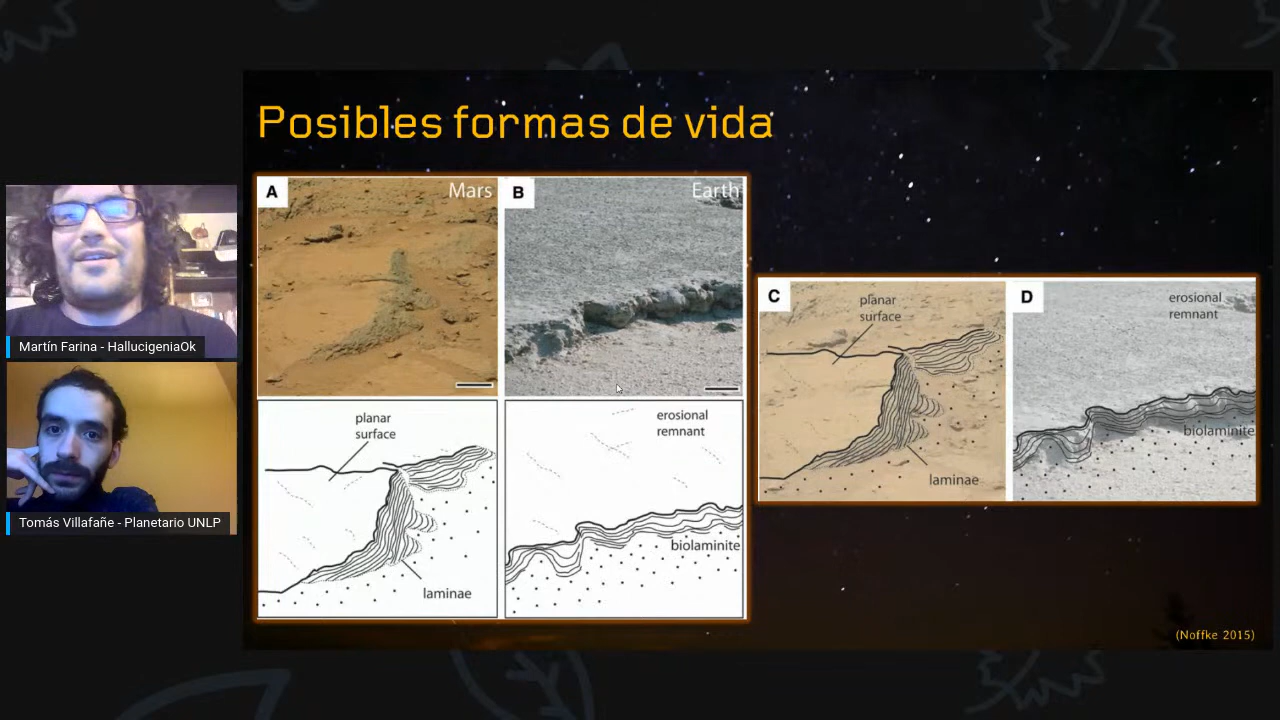 Posibles formas de vida
A
Mars
B
Earth
planar
surface
laminae
erosional
remnant
biolaminite
C
planar
surface
laminae
D
erosional
remnant
biolaminite
Martín Farina - HallucigeniaOk
Tomás Villafañe - Planetario UNLP
(Noffke 2015)